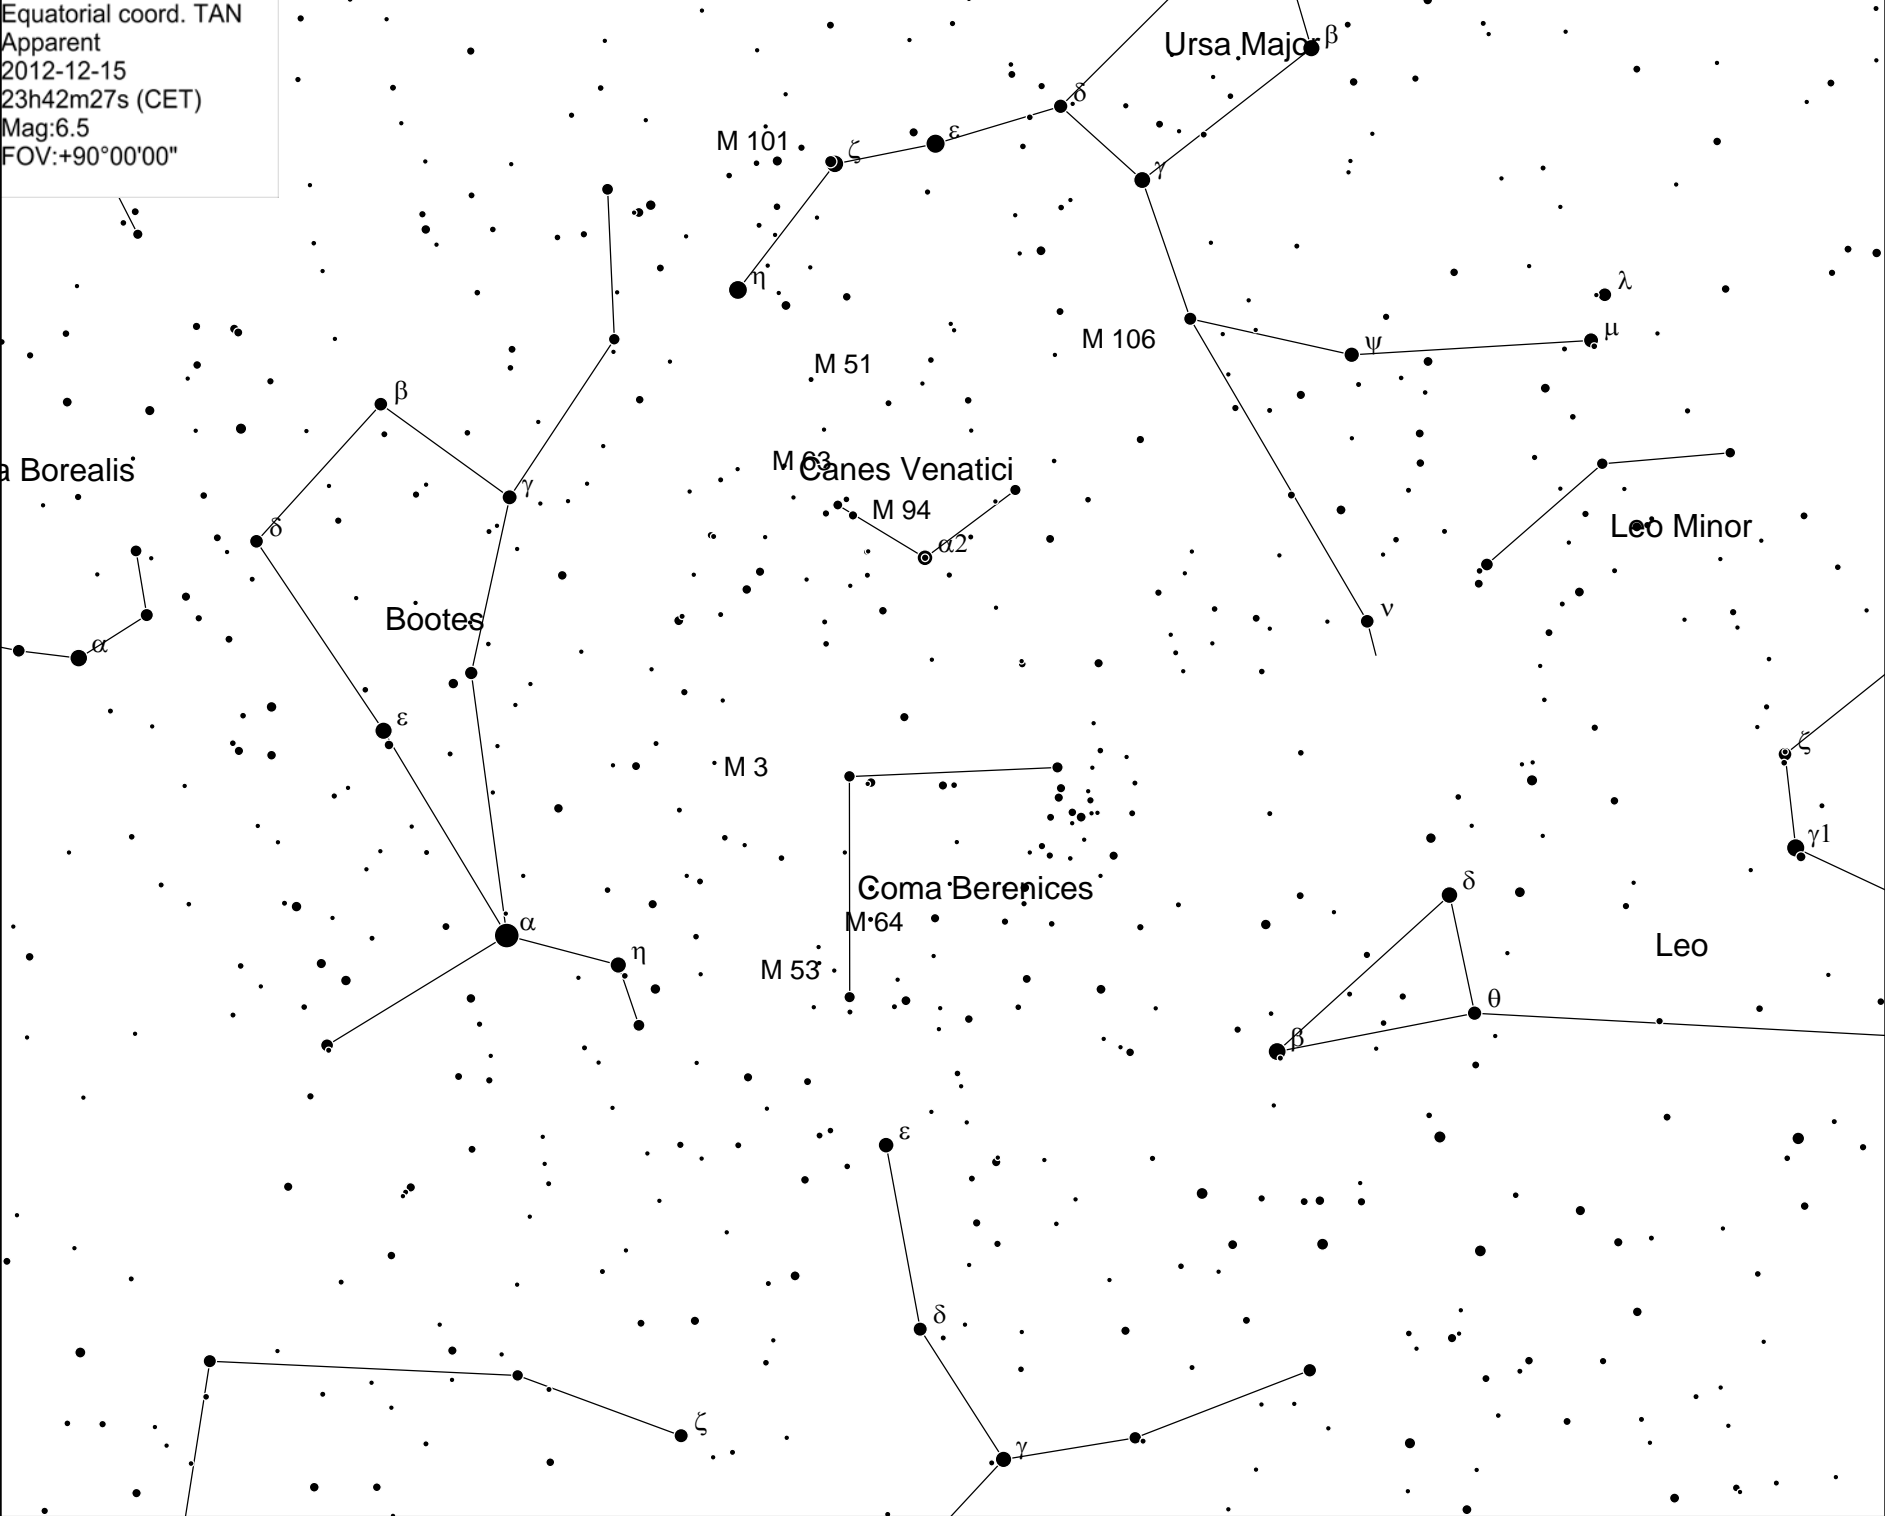 Equatorial coord. TAN
Apparent
2012-12-15
23h42m27s (CET)
Mag:6.5
FOV:+90°00'00"
Ursa Major
β
δ
M 101
ζ
ε
γ
η
λ
M 106
μ
ψ
M 51
β
a Borealis
M 63
Canes Venatici
γ
M 94
δ
Leo Minor
α2
Bootes
ν
α
ε
ζ
M 3
γ1
Coma Berenices
δ
M 64
α
Leo
η
M 53
θ
β
ε
δ
ζ
γ